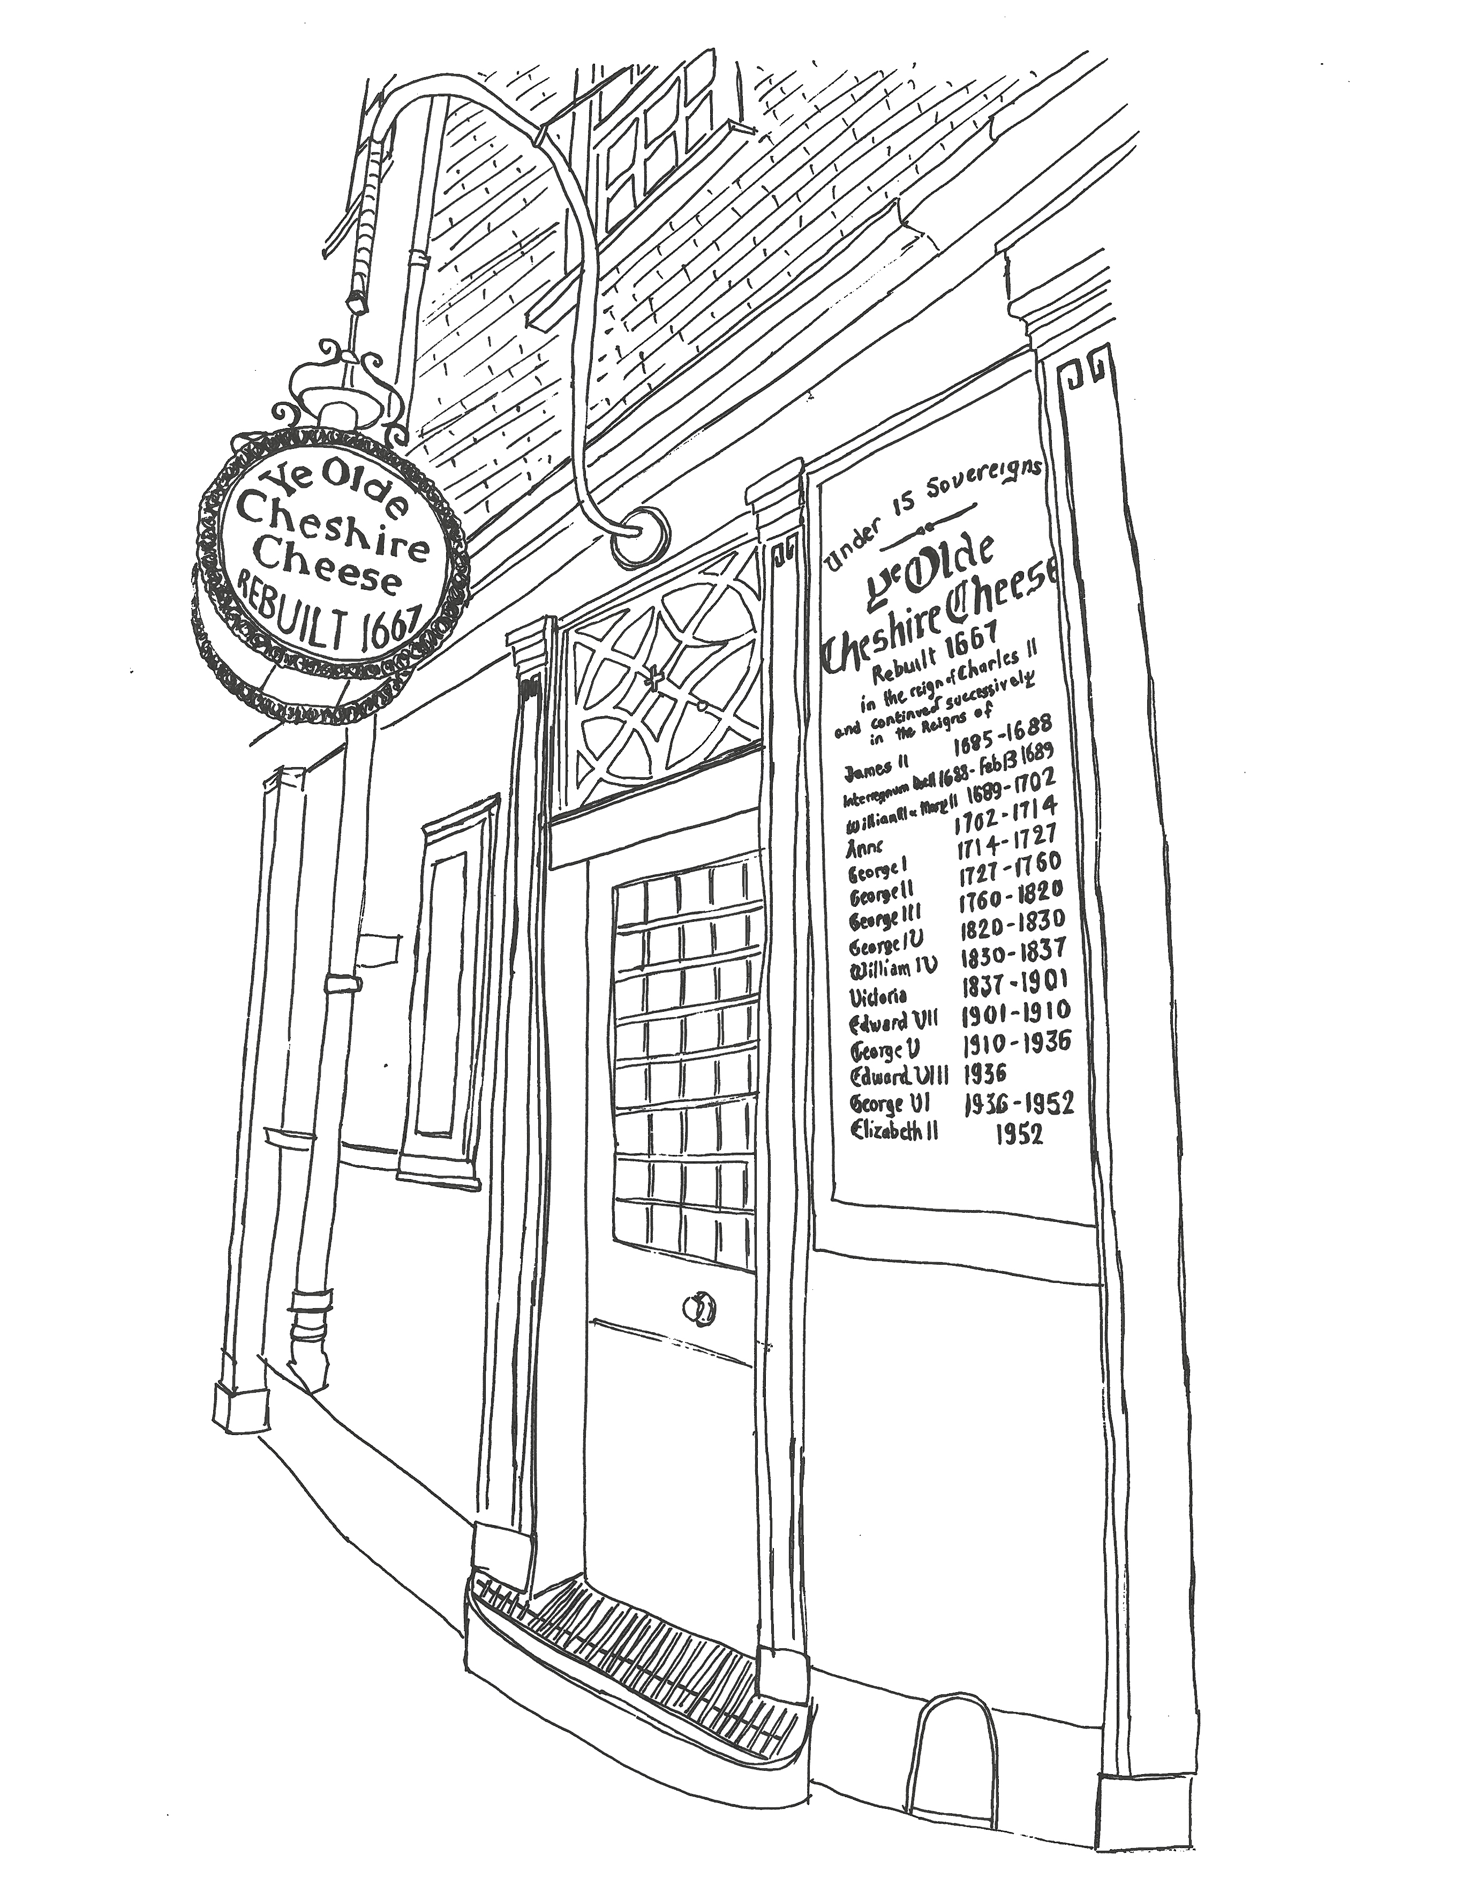 Ye Olde
Cheshire
Cheese
REBUILT 1667
Under 15 Sovereigns
Ye Olde
Cheshire Cheese
Rebuilt 1667
in the reign of Charles II
and continued successively
in the Reigns of
James II 1685-1688
Interregnum 1688-Feb 13 1689
William III & Mary II 1689-1702
Anne 1702-1714
George I 1714-1727
George II 1727-1760
George III 1760-1820
George IV 1820-1830
William IV 1830-1837
Victoria 1837-1901
Edward VII 1901-1910
George V 1910-1936
Edward VIII 1936
George VI 1936-1952
Elizabeth II 1952